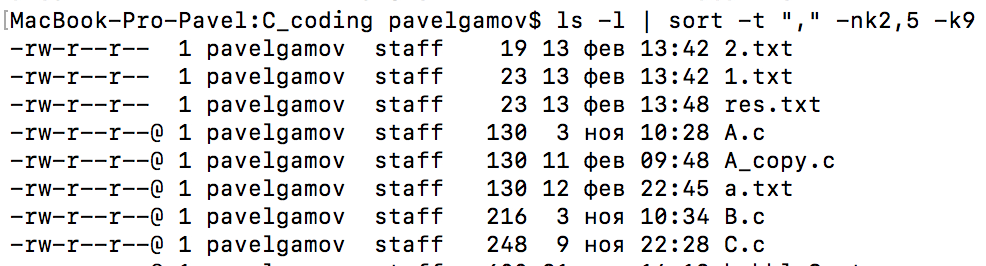 [MacBook-Pro-Pavel:C_coding pavelgamov$ ls -l | sort -t "," -nk2,5 -k9
-rw-r--r--  1 pavelgamov  staff    19 13 фев 13:42 2.txt
-rw-r--r--  1 pavelgamov  staff    23 13 фев 13:42 1.txt
-rw-r--r--  1 pavelgamov  staff    23 13 фев 13:48 res.txt
-rw-r--r--@ 1 pavelgamov  staff   130  3 ноя 10:28 A.c
-rw-r--r--@ 1 pavelgamov  staff   130 11 фев 09:48 A_copy.c
-rw-r--r--@ 1 pavelgamov  staff   130 12 фев 22:45 a.txt
-rw-r--r--@ 1 pavelgamov  staff   216  3 ноя 10:34 B.c
-rw-r--r--@ 1 pavelgamov  staff   248  9 ноя 22:28 C.c